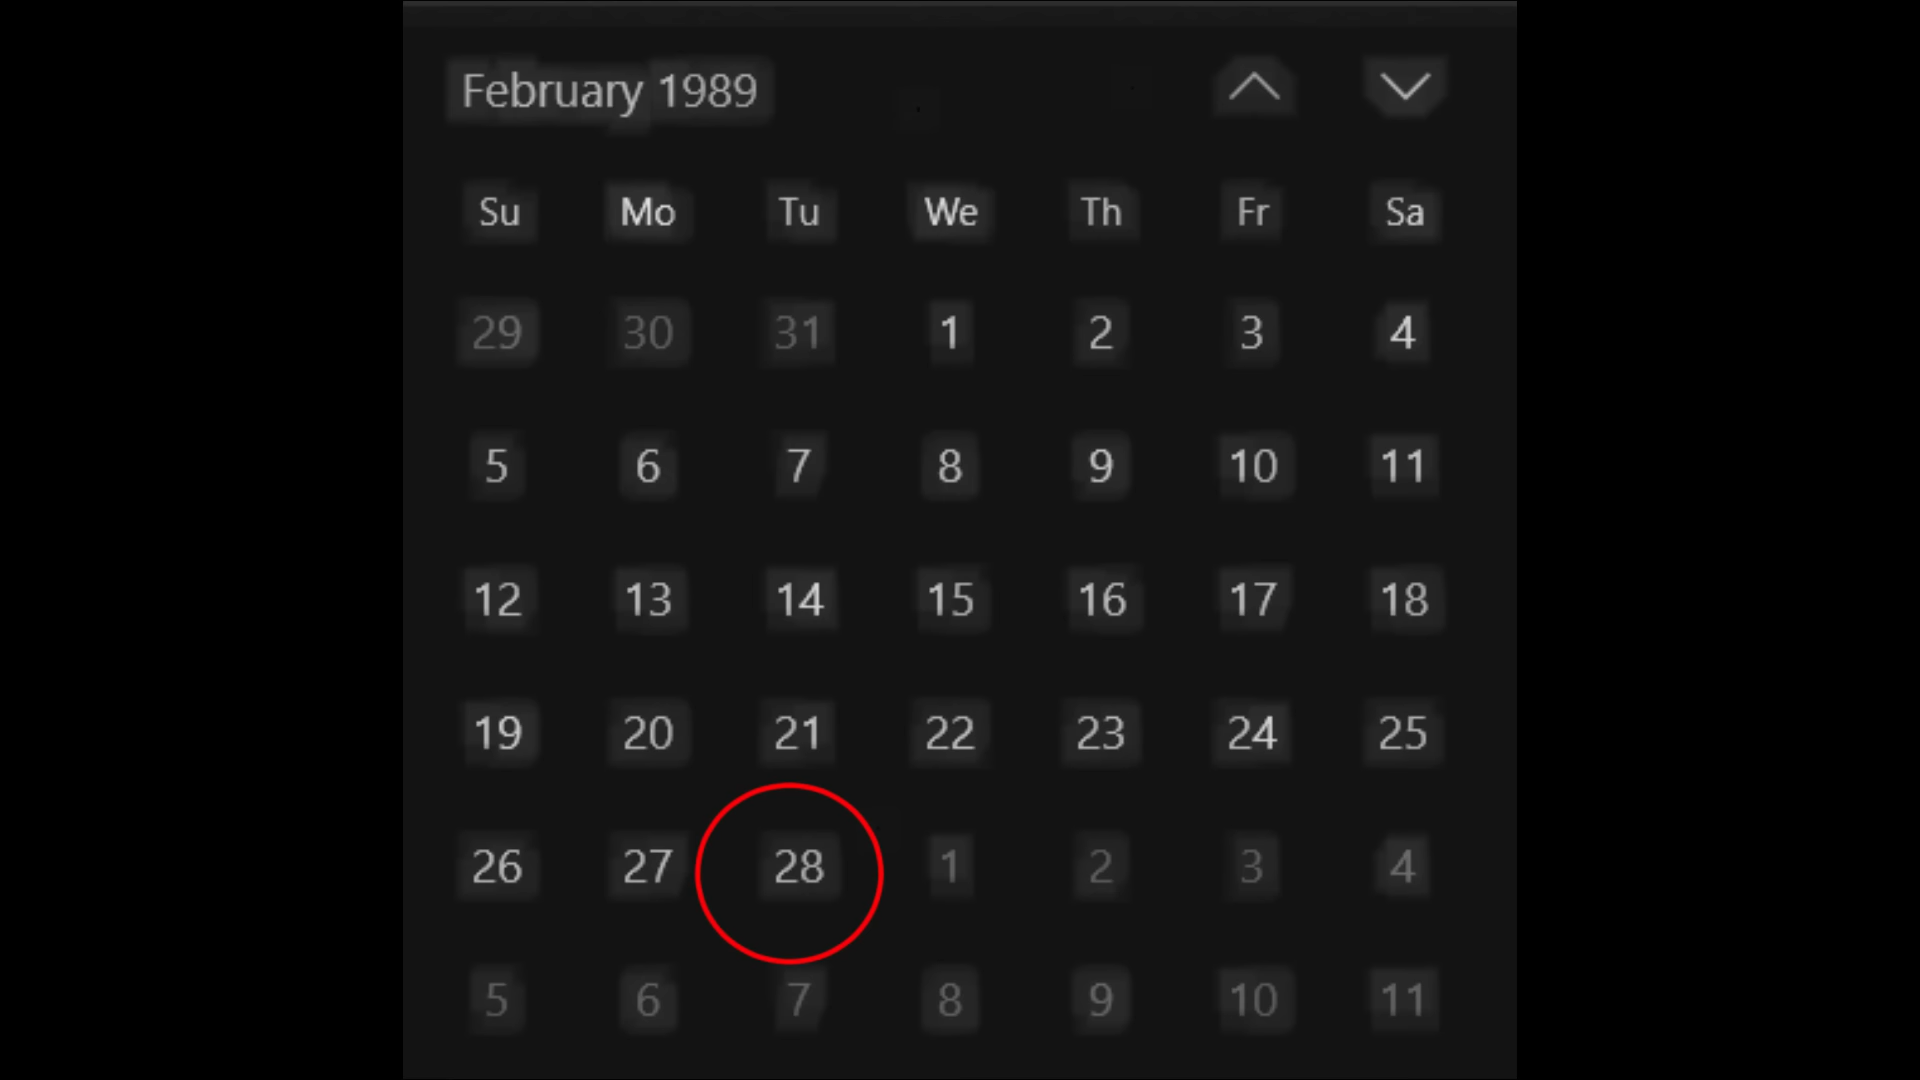 February 1989
Su Mo Tu We Th Fr Sa
29 30 31 1 2 3 4
5 6 7 8 9 10 11
12 13 14 15 16 17 18
19 20 21 22 23 24 25
26 27 28 1 2 3 4
5 6 7 8 9 10 11